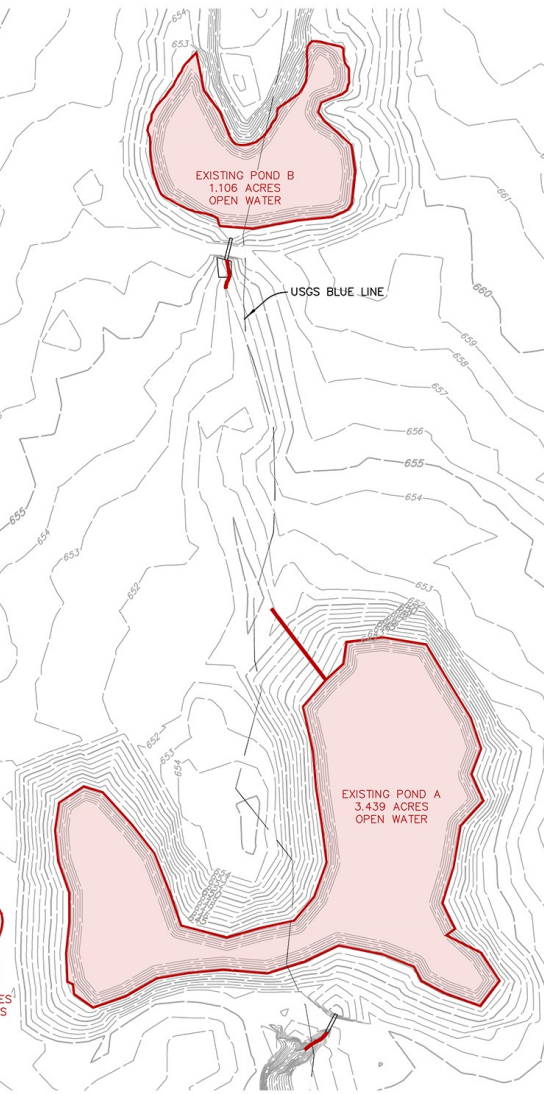 654
653
EXISTING POND B
1.106 ACRES
OPEN WATER
661
660
USGS BLUE LINE
659
658
657
656
655
654
655
654
653
652
653
652
653
654
EXISTING POND A
3.439 ACRES
OPEN WATER
ES
S